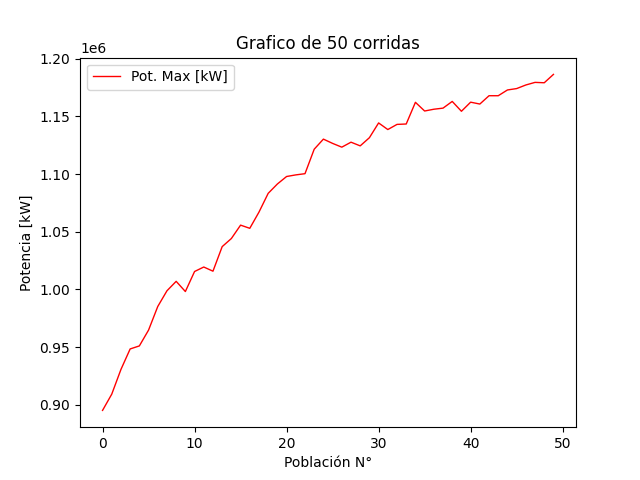 Grafico de 50 corridas
1e6
Pot. Max [kW]
1.20
1.15
1.10
1.05
1.00
0.95
0.90
Potencia [kW]
0 10 20 30 40 50
Población N°